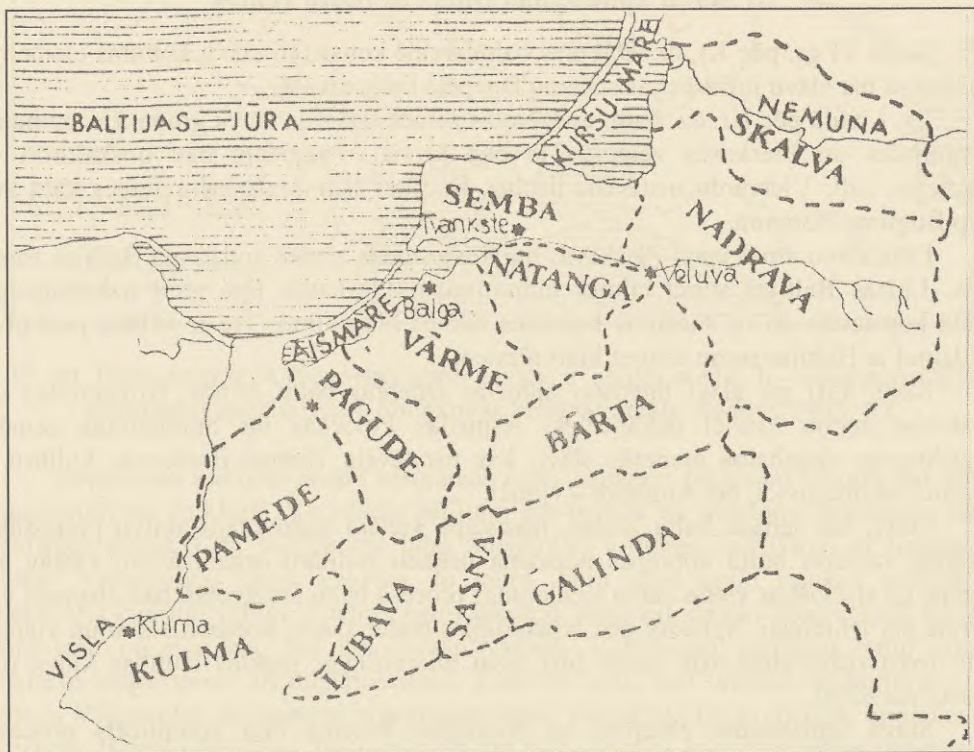 BALTIJAS JŪRA
KURSU MARE
NEMUNA
SKALVA
SEMBA
Tvankste
NADRAVA
NATANGA
Veluva
Balga
AISMARE
VARME
PAGUDE
BARTA
PAMEDE
GALINDA
SASNA
LUBAVA
VISLA
Kulma
KULMA